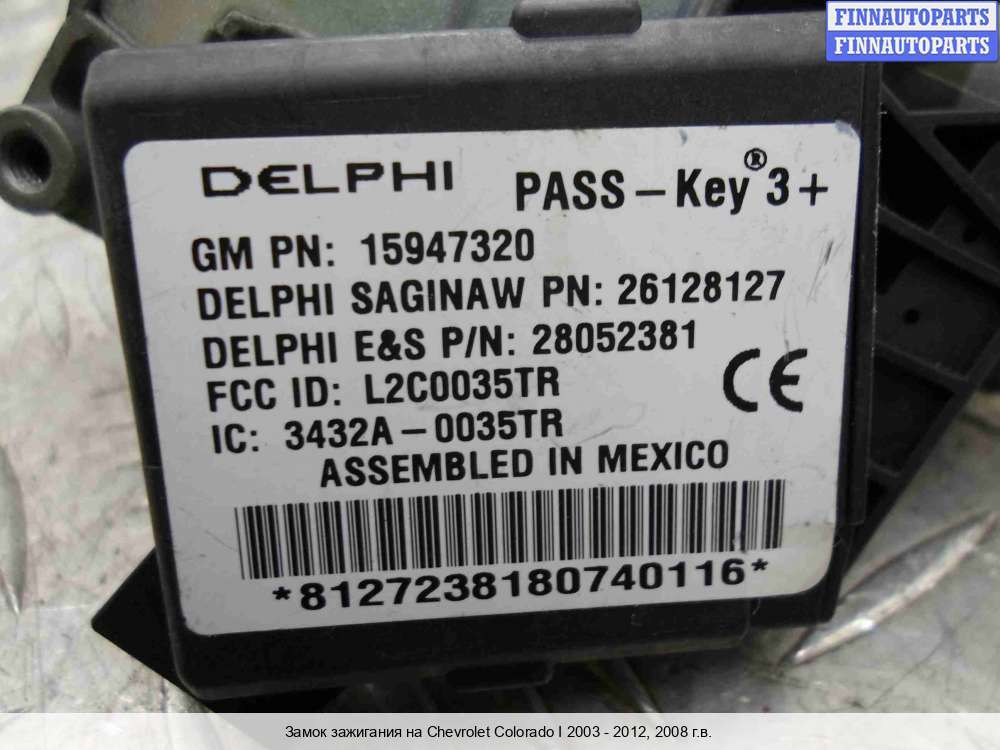 FINNAUTOPARTS
FINNAUTOPARTS
DELPHI PASS-Key® 3+
GM PN: 15947320
DELPHI SAGINAW PN: 26128127
DELPHI E&S P/N: 28052381
FCC ID: L2C0035TR
IC: 3432A-0035TR
CE
ASSEMBLED IN MEXICO
*8127238180740116*
Замок зажигания на Chevrolet Colorado I 2003 - 2012, 2008 г.в.